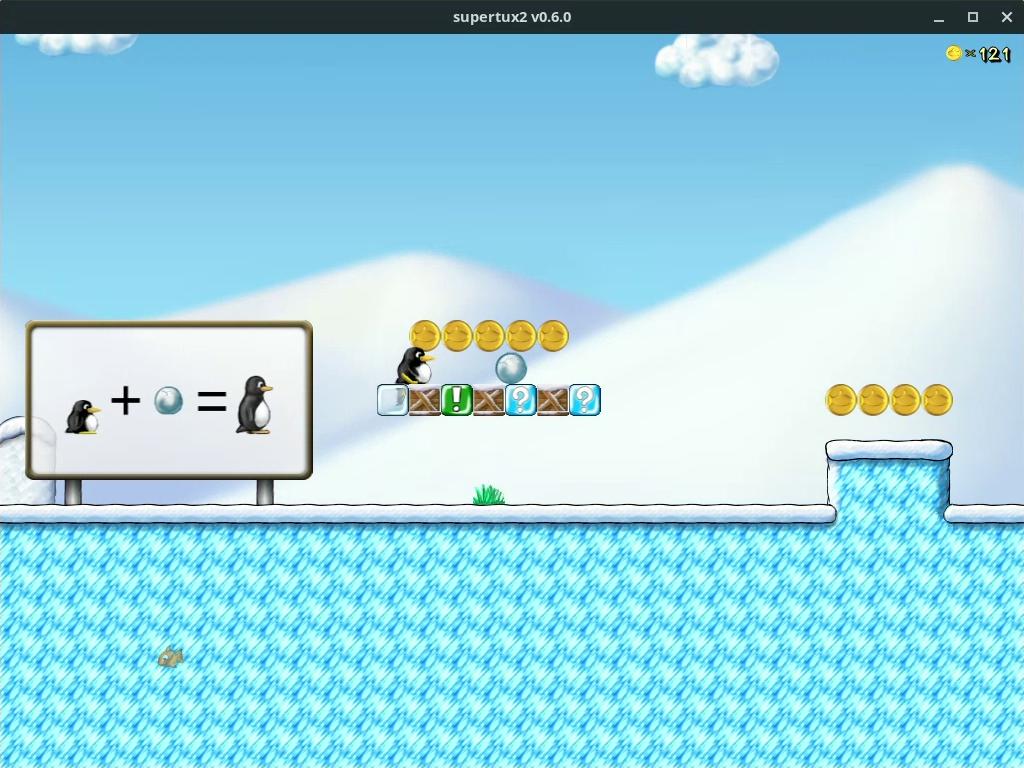 supertux2 v0.6.0
×121
+ =
! ? ?